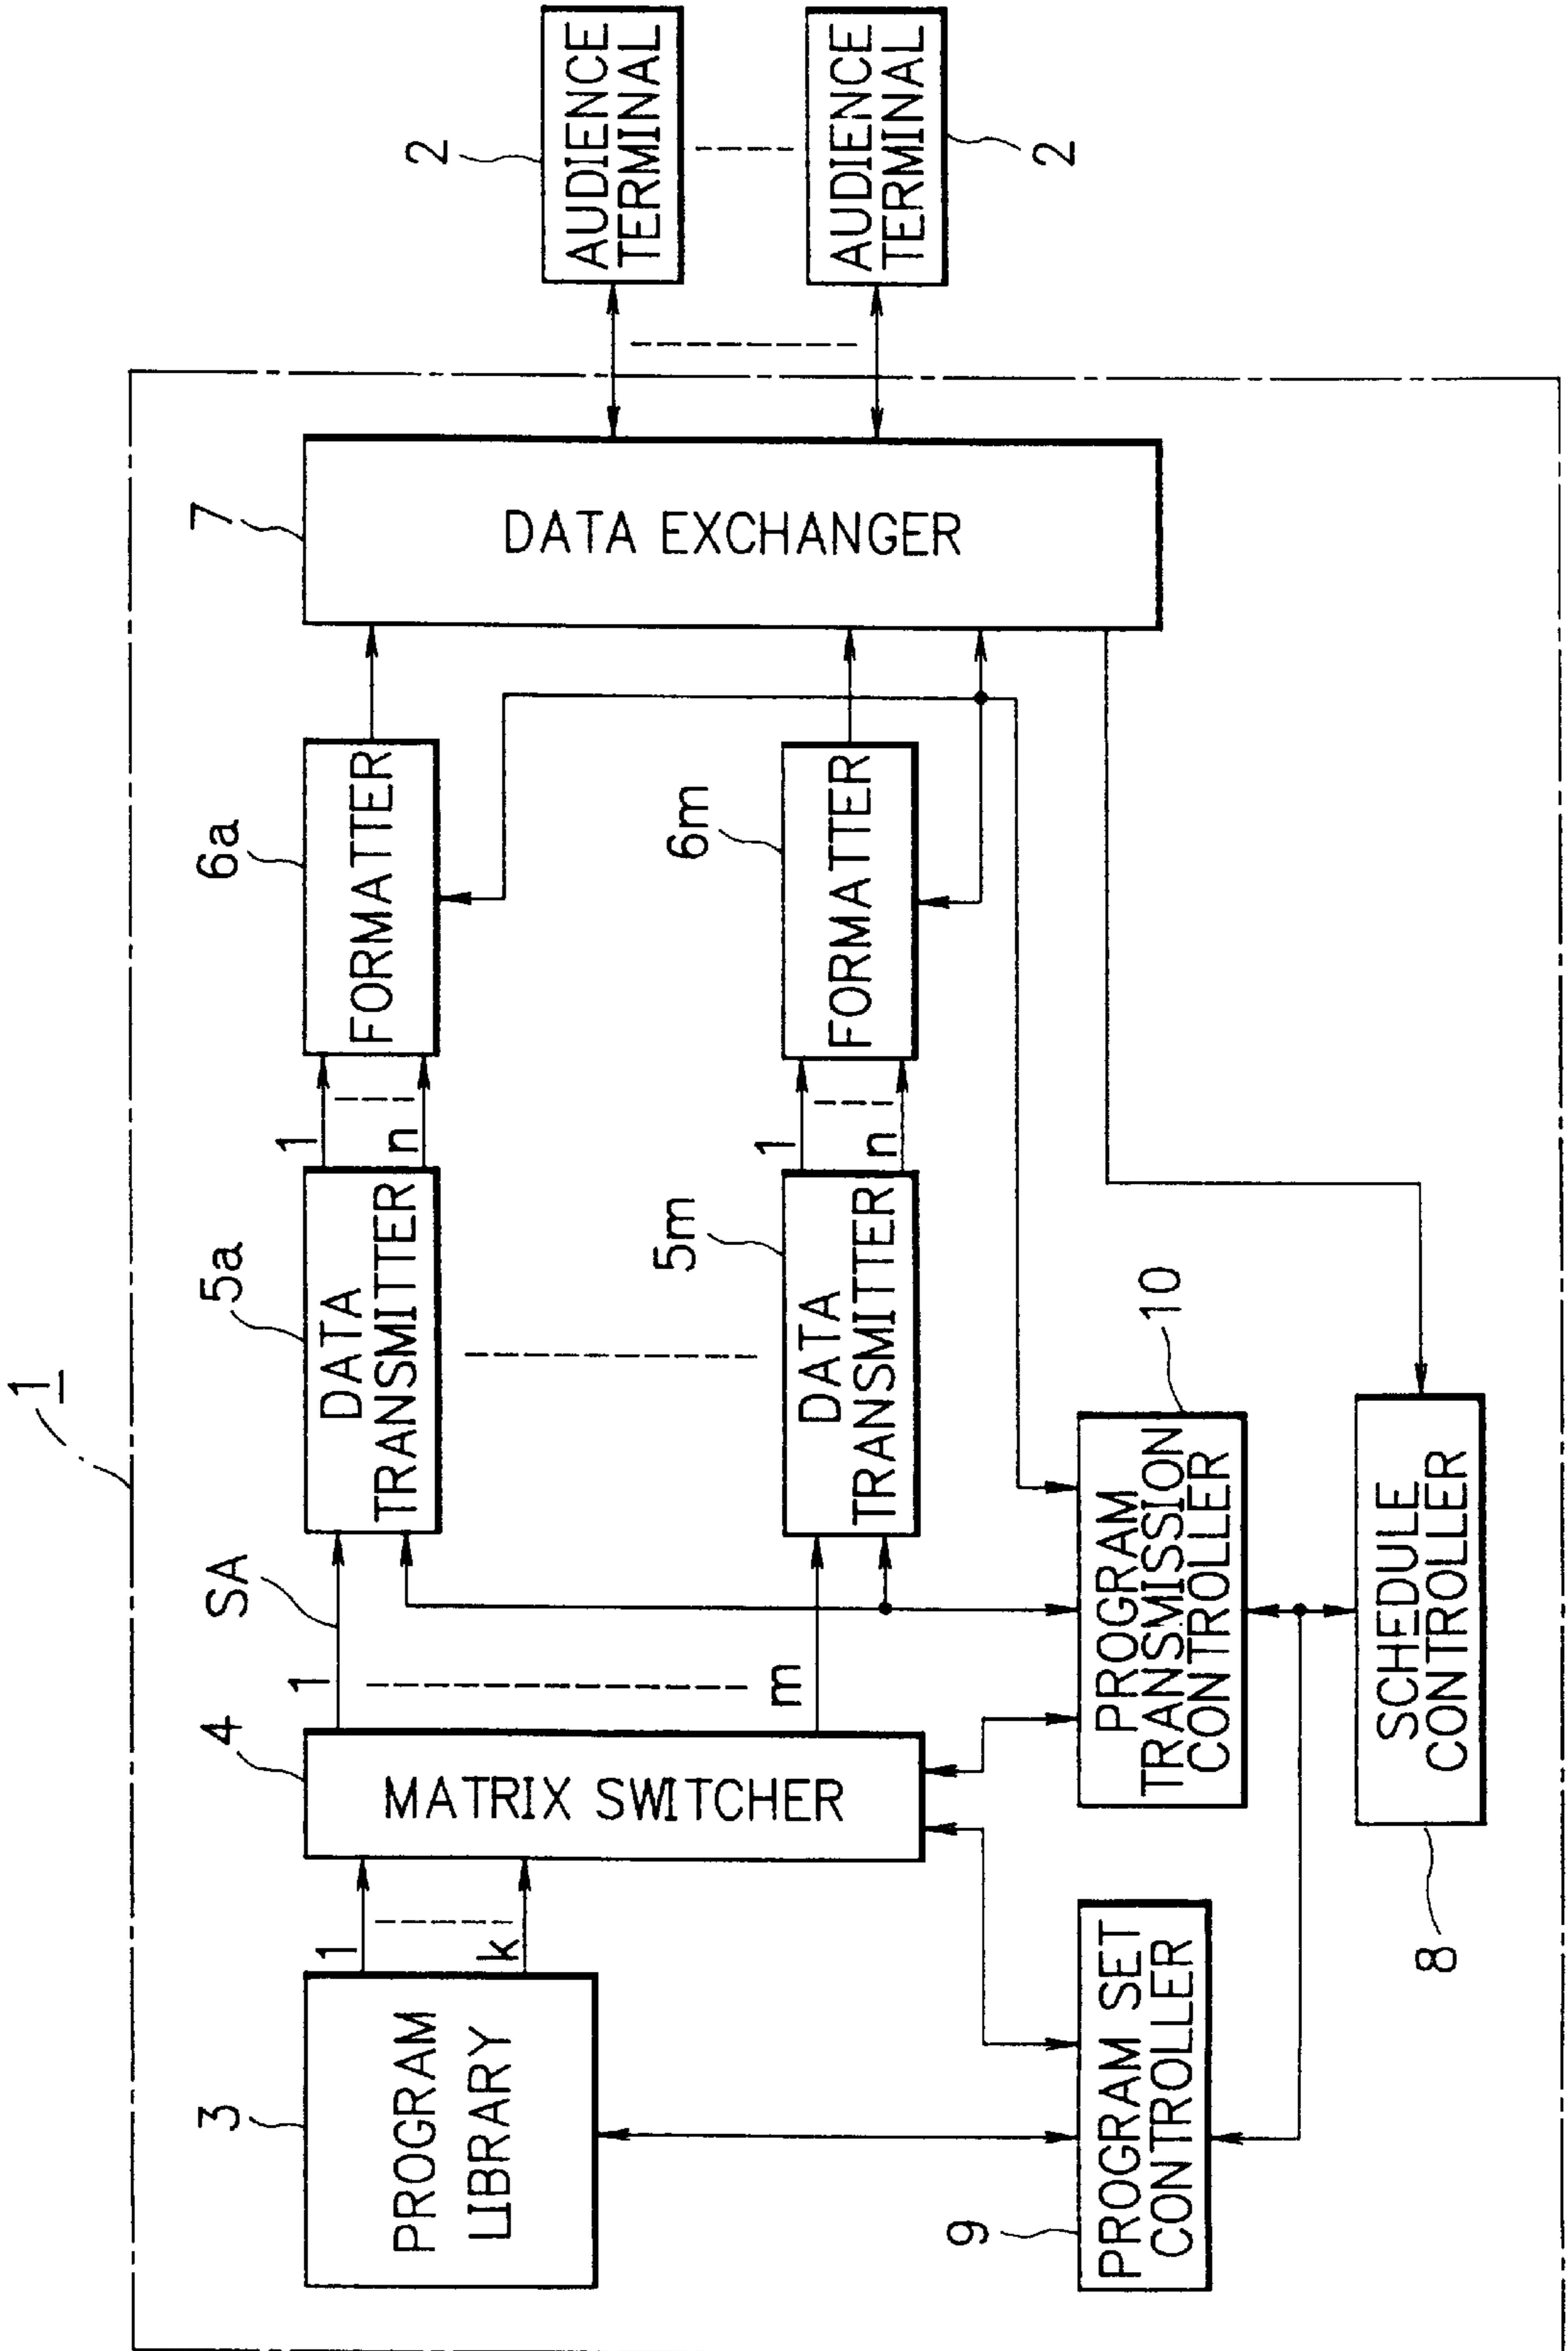 1
3
PROGRAM
LIBRARY
1
k
4
MATRIX SWITCHER
1
SA
m
5a
DATA
TRANSMITTER
1
n
6a
FORMATTER
5m
DATA
TRANSMITTER
1
n
6m
FORMATTER
7
DATA EXCHANGER
2
AUDIENCE
TERMINAL
AUDIENCE
TERMINAL
2
9
PROGRAM SET
CONTROLLER
PROGRAM
TRANSMISSION
CONTROLLER
10
SCHEDULE
CONTROLLER
8